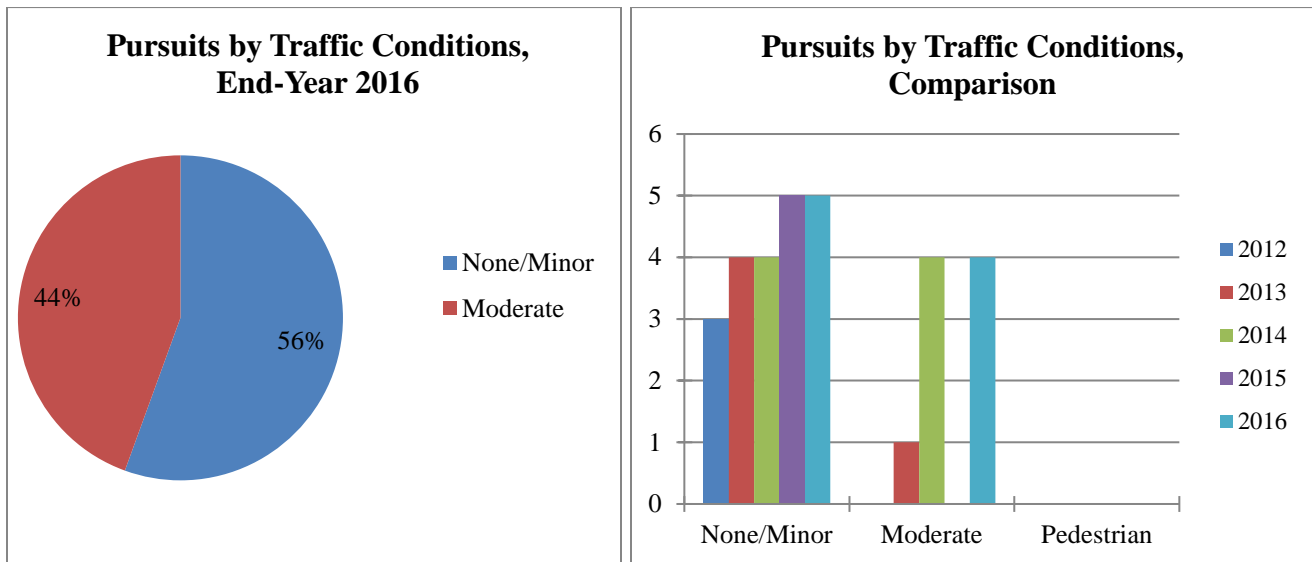 Pursuits by Traffic Conditions,
End-Year 2016
44%
56%
None/Minor
Moderate
Pursuits by Traffic Conditions,
Comparison
6
5
4
3
2
1
0
None/Minor Moderate Pedestrian
2012
2013
2014
2015
2016